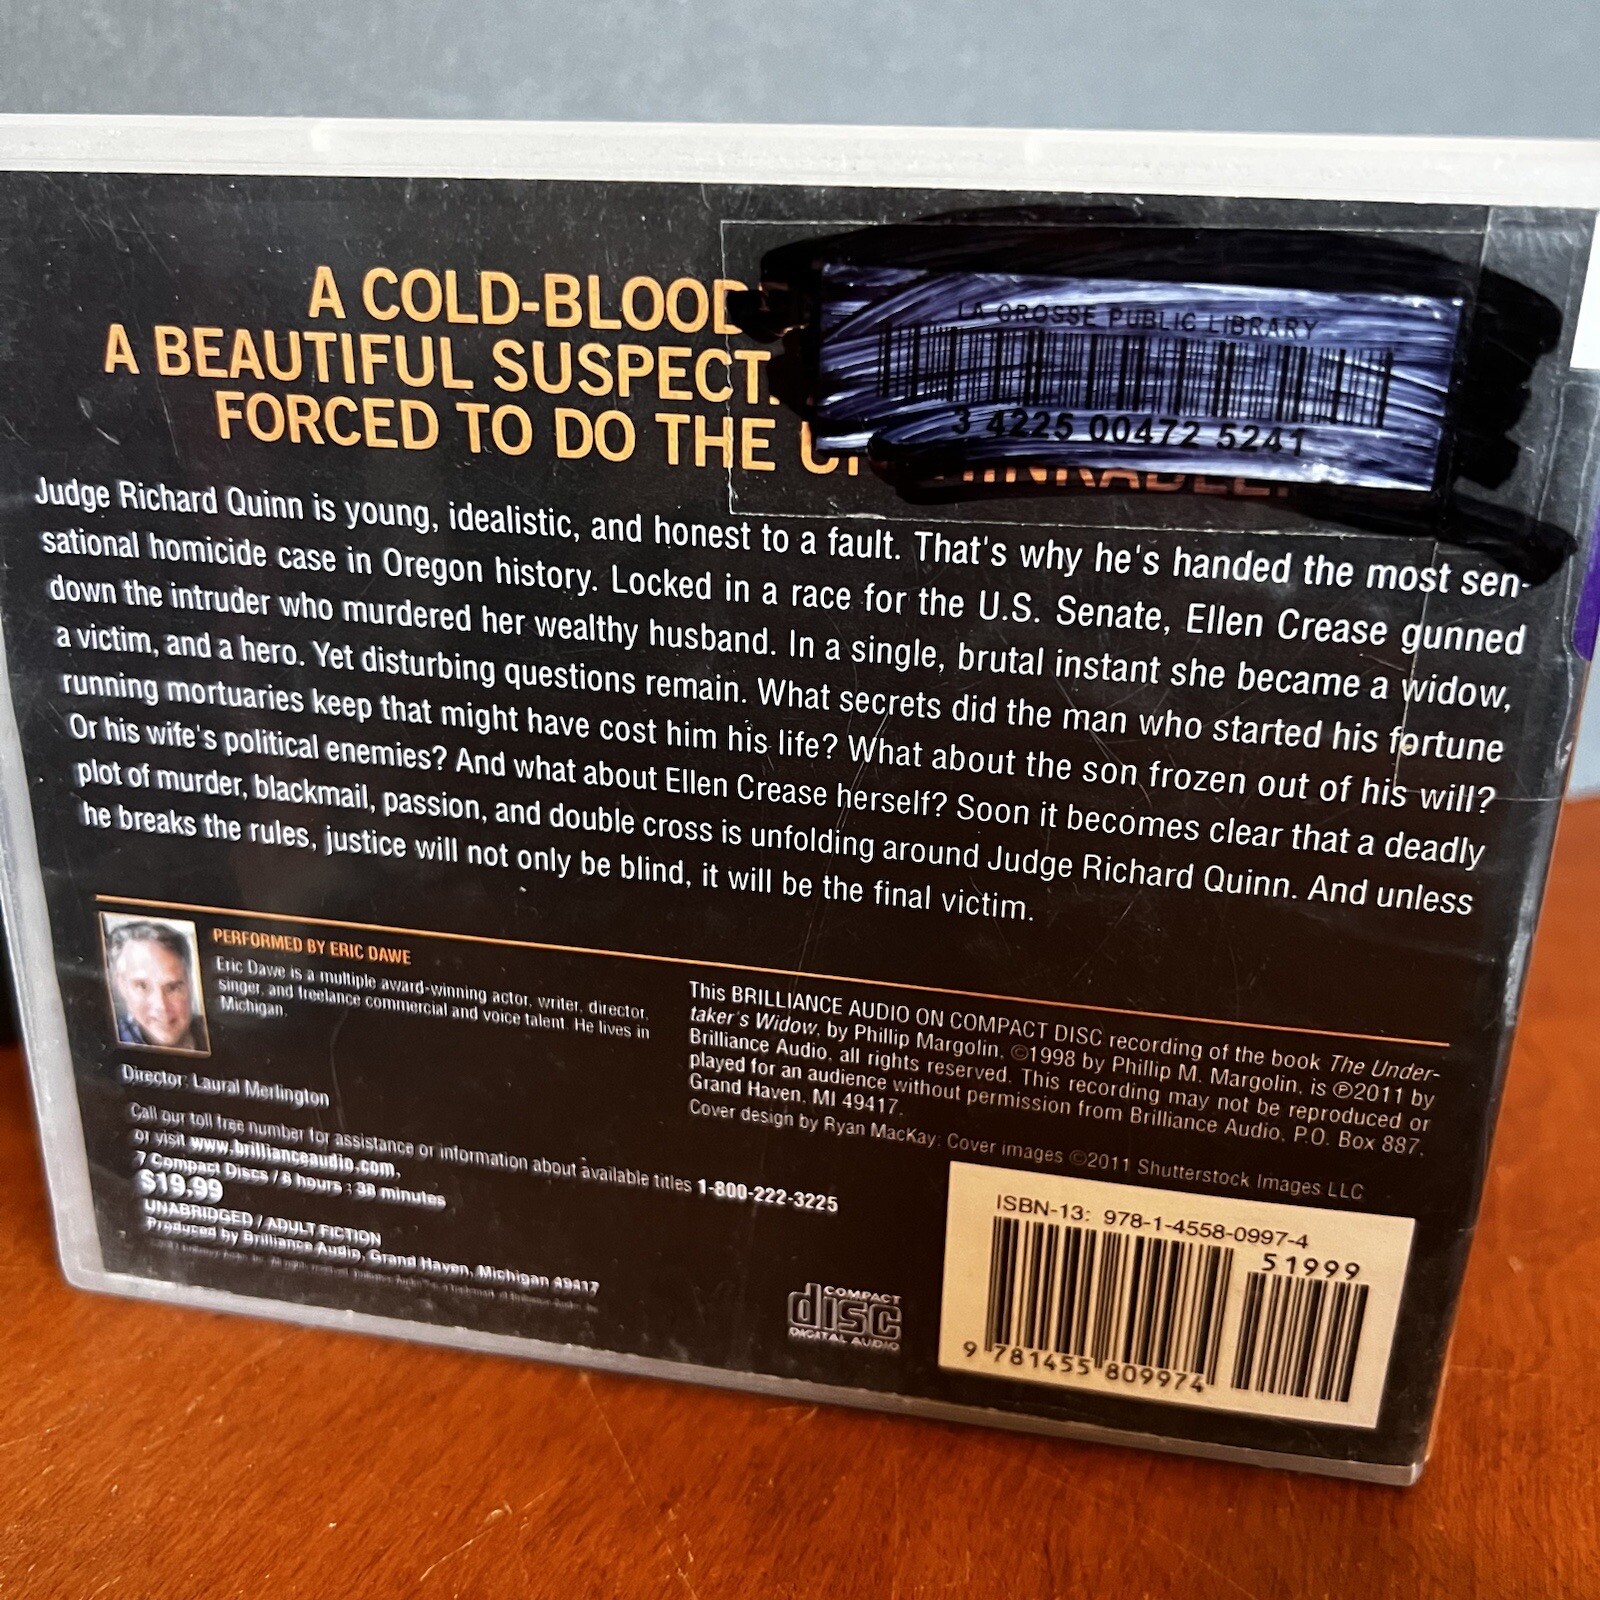 A COLD-BLOOD
A BEAUTIFUL SUSPECT.
FORCED TO DO THE
LA CROSSE PUBLIC LIBRARY
3 4225 00472 5241
Judge Richard Quinn is young, idealistic, and honest to a fault. That's why he's handed the most sen-
sational homicide case in Oregon history. Locked in a race for the U.S. Senate, Ellen Crease gunned
down the intruder who murdered her wealthy husband. In a single, brutal instant she became a widow,
a victim, and a hero. Yet disturbing questions remain. What secrets did the man who started his fortune
running mortuaries keep that might have cost him his life? What about the son frozen out of his will?
Or his wife's political enemies? And what about Ellen Crease herself? Soon it becomes clear that a deadly
plot of murder, blackmail, passion, and double cross is unfolding around Judge Richard Quinn. And unless
he breaks the rules, justice will not only be blind, it will be the final victim.
PERFORMED BY ERIC DAWE
Eric Dawe is a multiple award-winning actor, writer, director,
singer, and freelance commercial and voice talent. He lives in
Michigan.
Director: Laural Merlington
This BRILLIANCE AUDIO ON COMPACT DISC recording of the book The Under-
taker's Widow, by Phillip Margolin, ©1998 by Phillip M. Margolin, is ℗2011 by
Brilliance Audio, all rights reserved. This recording may not be reproduced or
played for an audience without permission from Brilliance Audio, P.O. Box 887,
Grand Haven, MI 49417.
Cover design by Ryan MacKay; Cover images ©2011 Shutterstock Images LLC
Call our toll free number for assistance or information about available titles 1-800-222-3225
or visit www.brillianceaudio.com.
7 Compact Discs / 8 hours : 38 minutes
$19.99
UNABRIDGED / ADULT FICTION
Produced by Brilliance Audio, Grand Haven, Michigan 49417
COMPACT
disc
DIGITAL AUDIO
ISBN-13: 978-1-4558-0997-4
51999
9 781455 809974